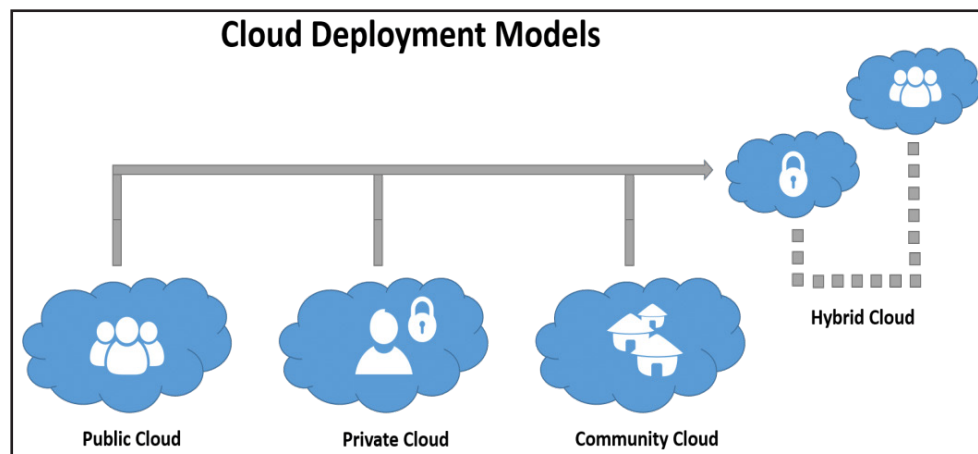 Cloud Deployment Models
Hybrid Cloud
Public Cloud
Private Cloud
Community Cloud